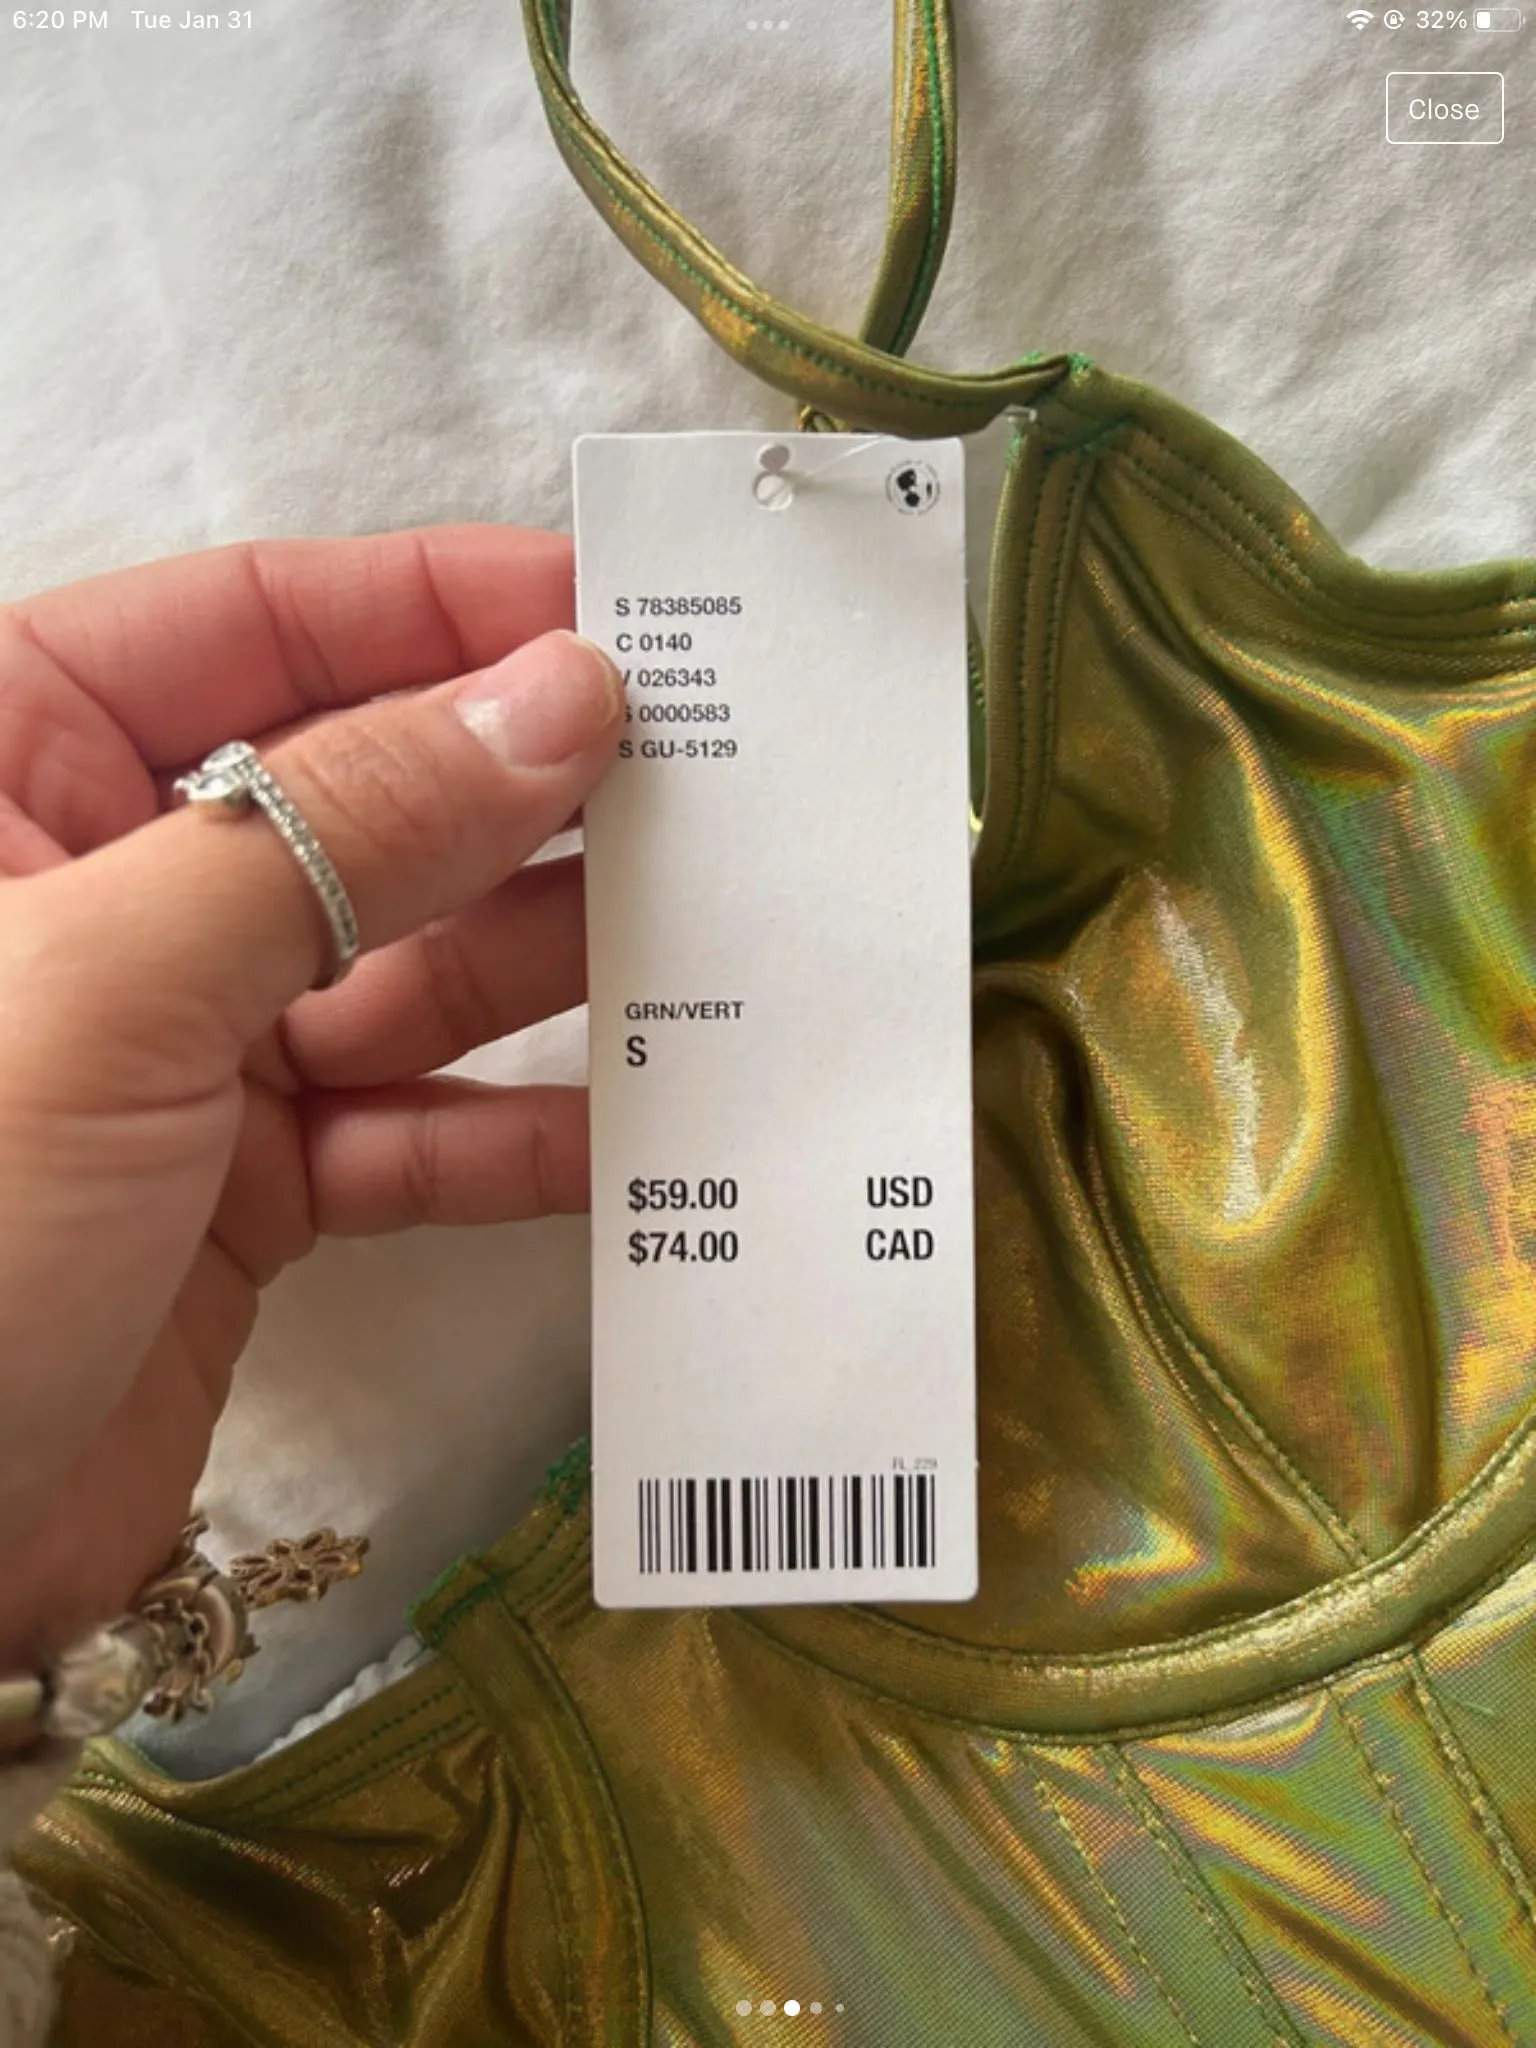 6:20 PM Tue Jan 31
32%
Close
S 78385085
C 0140
V 026343
S 0000583
S GU-5129
GRN/VERT
S
$59.00 USD
$74.00 CAD
FL_229